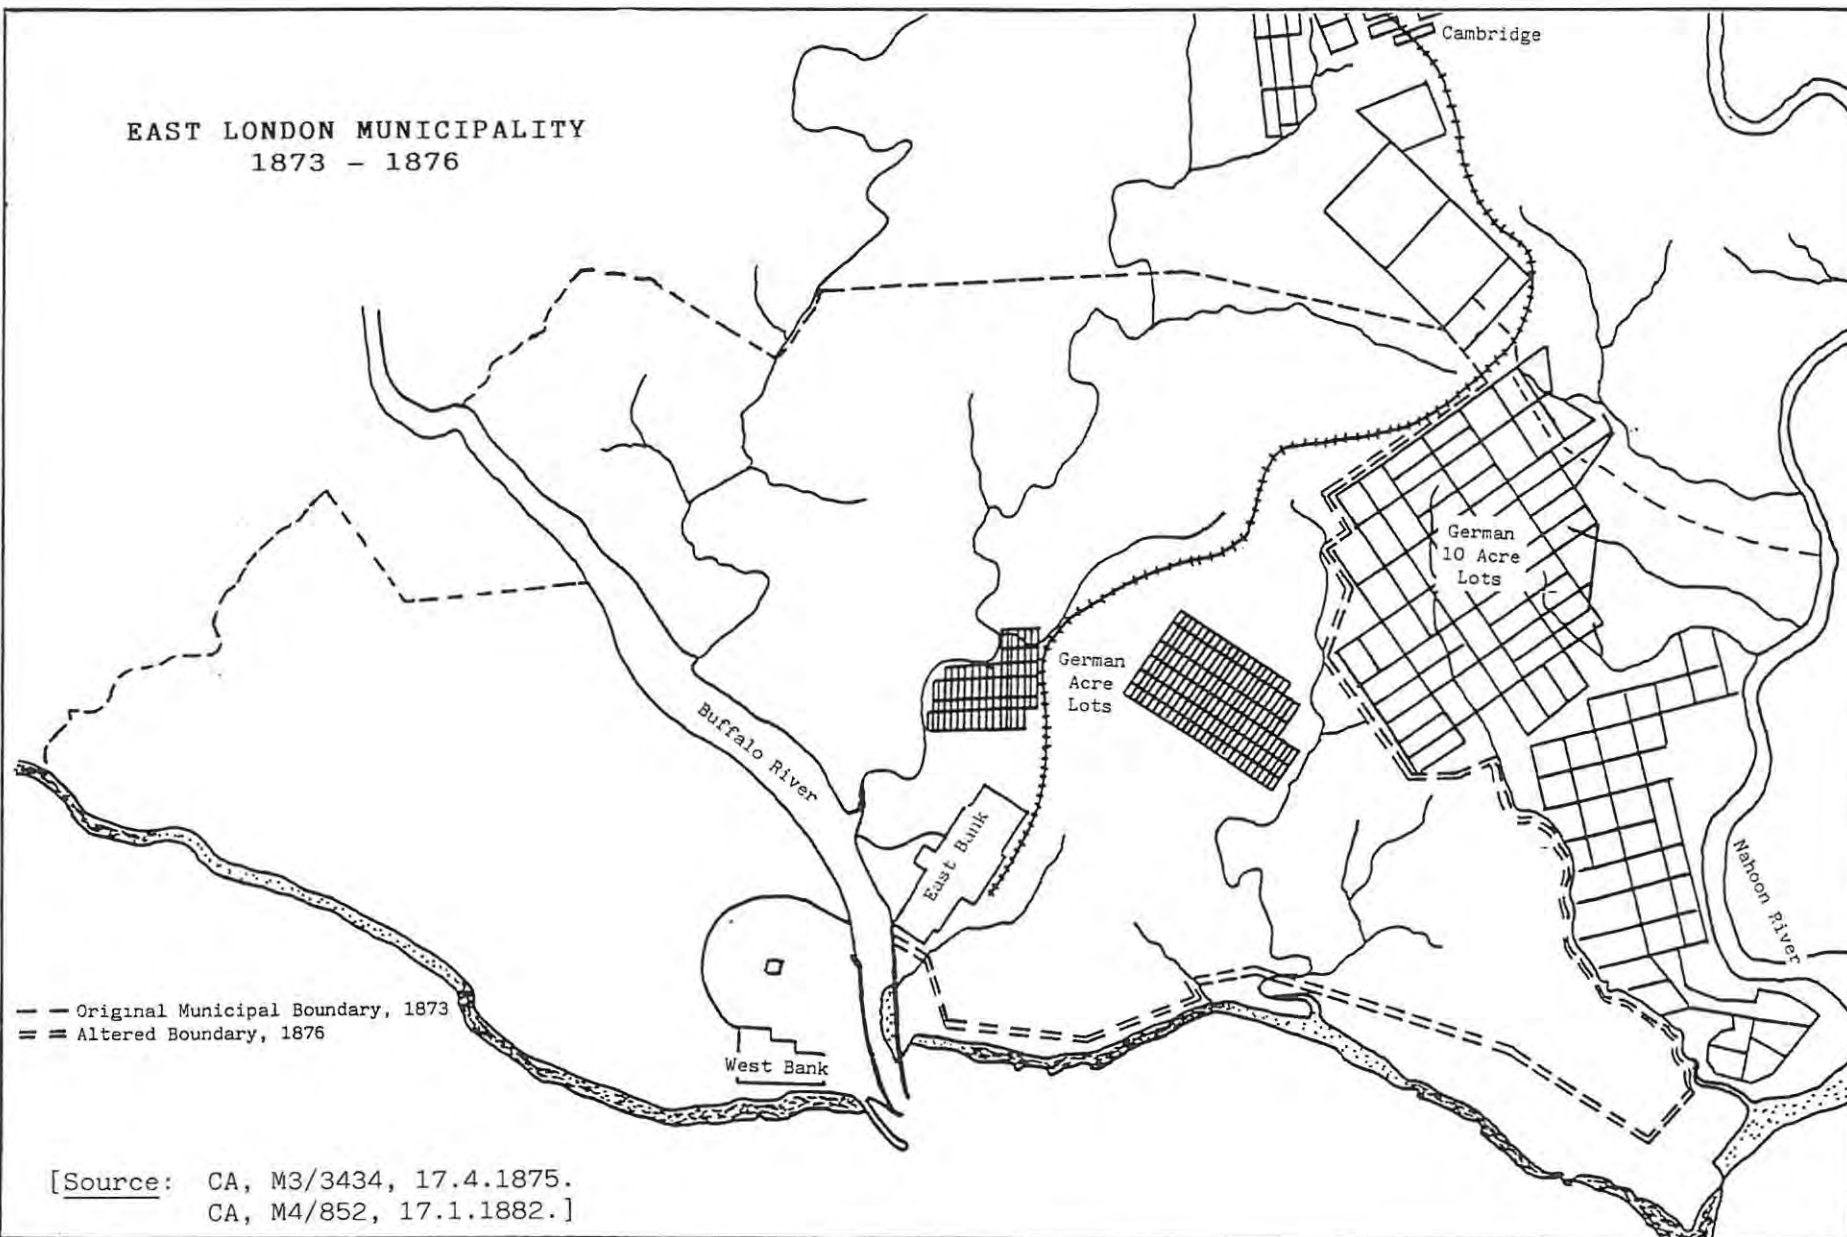 EAST LONDON MUNICIPALITY
1873 - 1876
Cambridge
German
10 Acre
Lots
German
Acre
Lots
Buffalo River
East Bank
Nahoon River
West Bank
Original Municipal Boundary, 1873
Altered Boundary, 1876
[Source: CA, M3/3434, 17.4.1875.
CA, M4/852, 17.1.1882.]